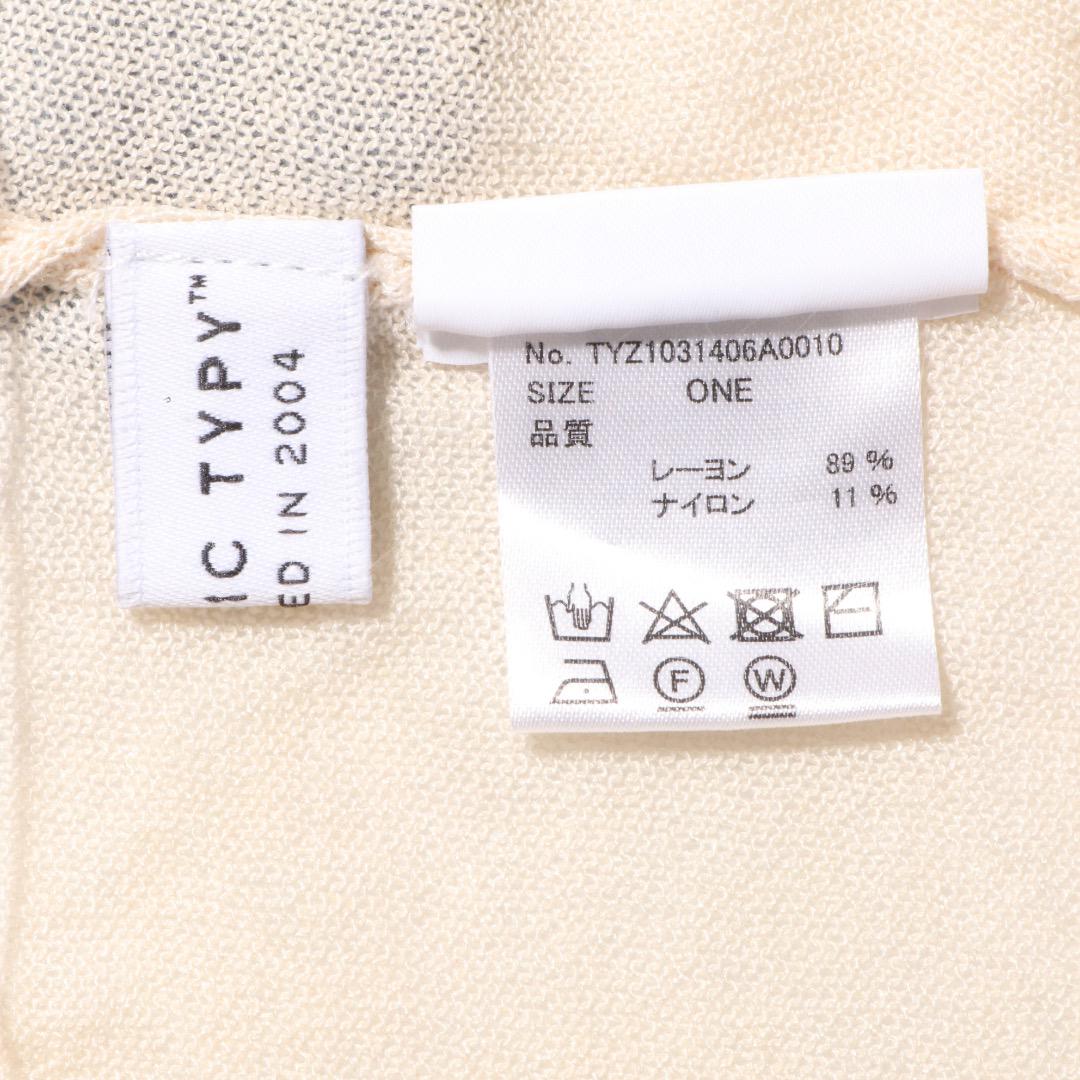 IC TYPY™
ED IN 2004
No. TYZ1031406A0010
SIZE ONE
品質
レーヨン 89 %
ナイロン 11 %
F
W